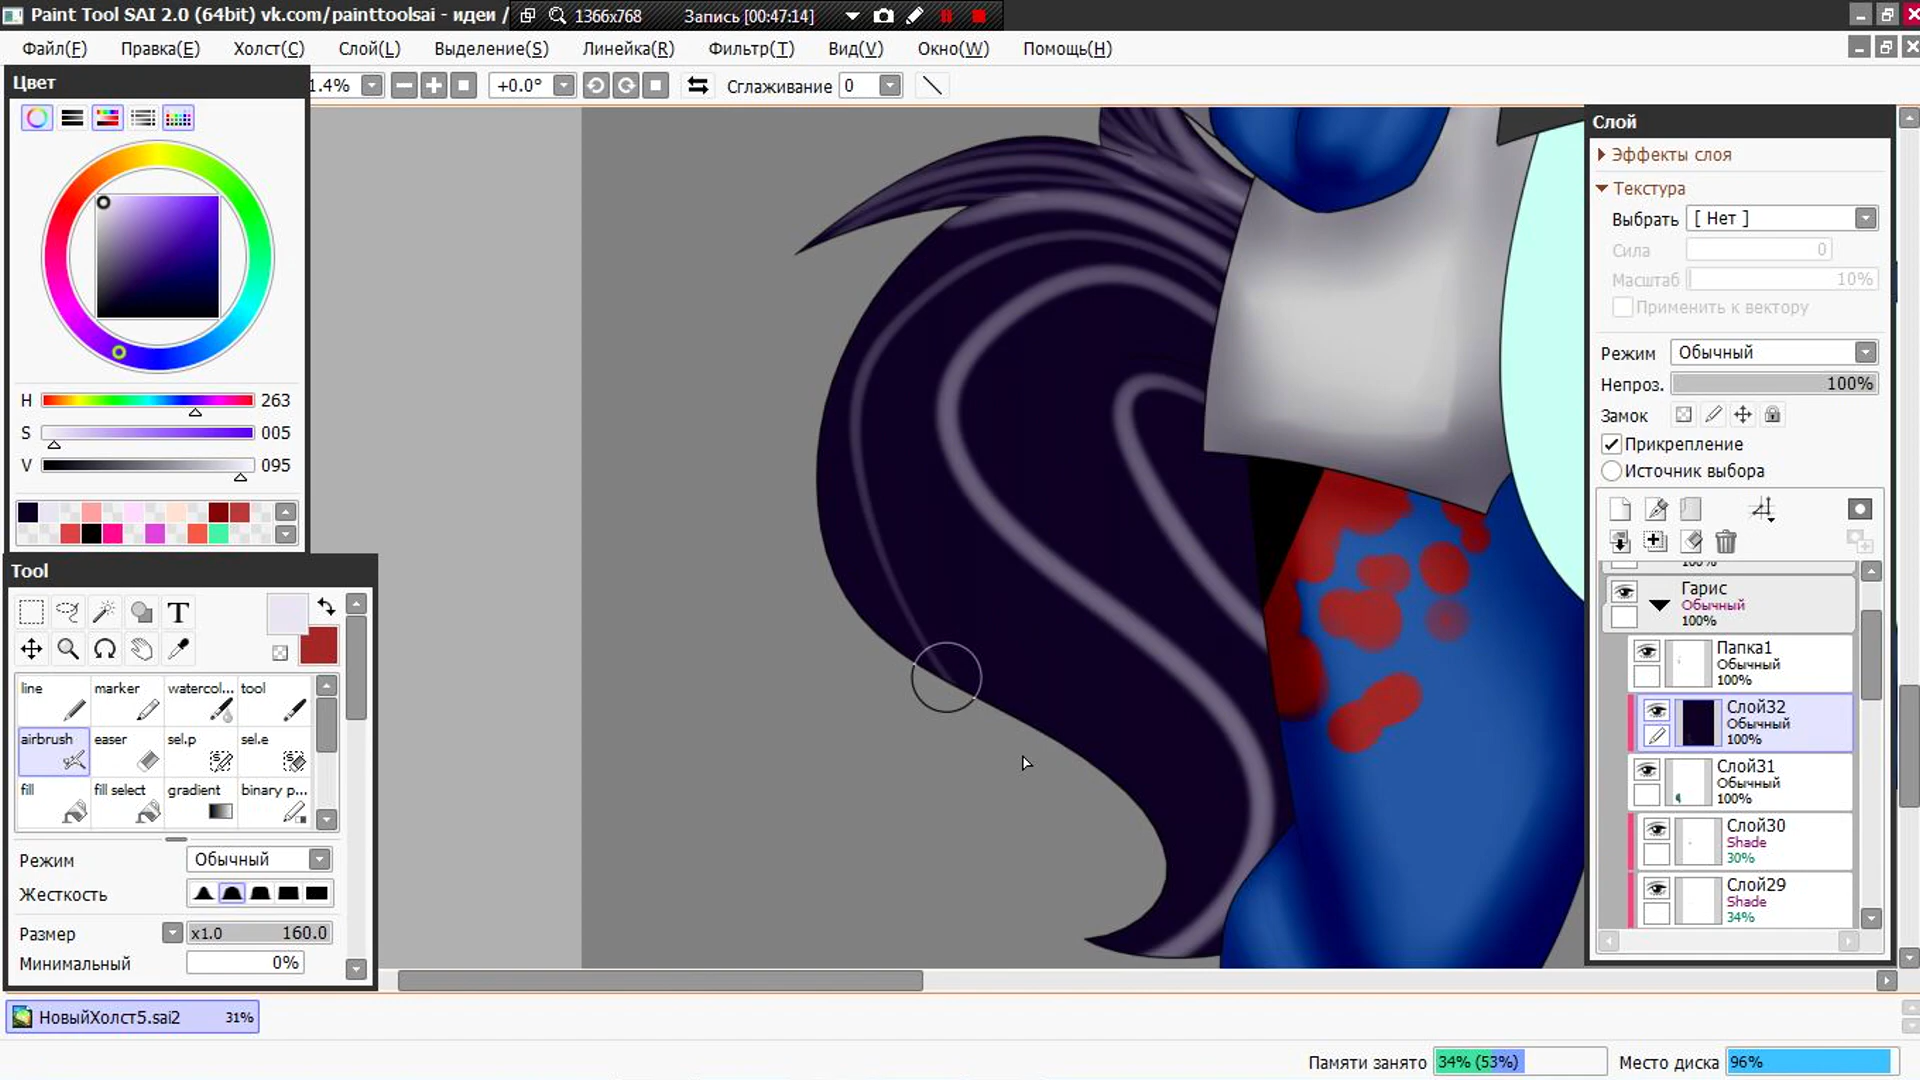 Paint Tool SAI 2.0 (64bit) vk.com/painttoolsai - идеи /
1366x768
Запись [00:47:14]
Файл(F) Правка(E) Холст(C) Слой(L) Выделение(S) Линейка(R) Фильтр(T) Вид(V) Окно(W) Помощь(H)
1.4%
+0.0°
Сглаживание 0
Цвет
H 263
S 005
V 095
Tool
T
line marker watercol... tool
airbrush easer sel.p sel.e
fill fill select gradient binary p...
Режим Обычный
Жесткость
Размер x1.0 160.0
Минимальный 0%
Слой
Эффекты слоя
Текстура
Выбрать [ Нет ]
Сила 0
Масштаб 10%
Применить к вектору
Режим Обычный
Непроз. 100%
Замок
Прикрепление
Источник выбора
100%
Гарис
Обычный
100%
Папка1
Обычный
100%
Слой32
Обычный
100%
Слой31
Обычный
100%
Слой30
Shade
30%
Слой29
Shade
34%
НовыйХолст5.sai2 31%
Памяти занято 34% (53%) Место диска 96%